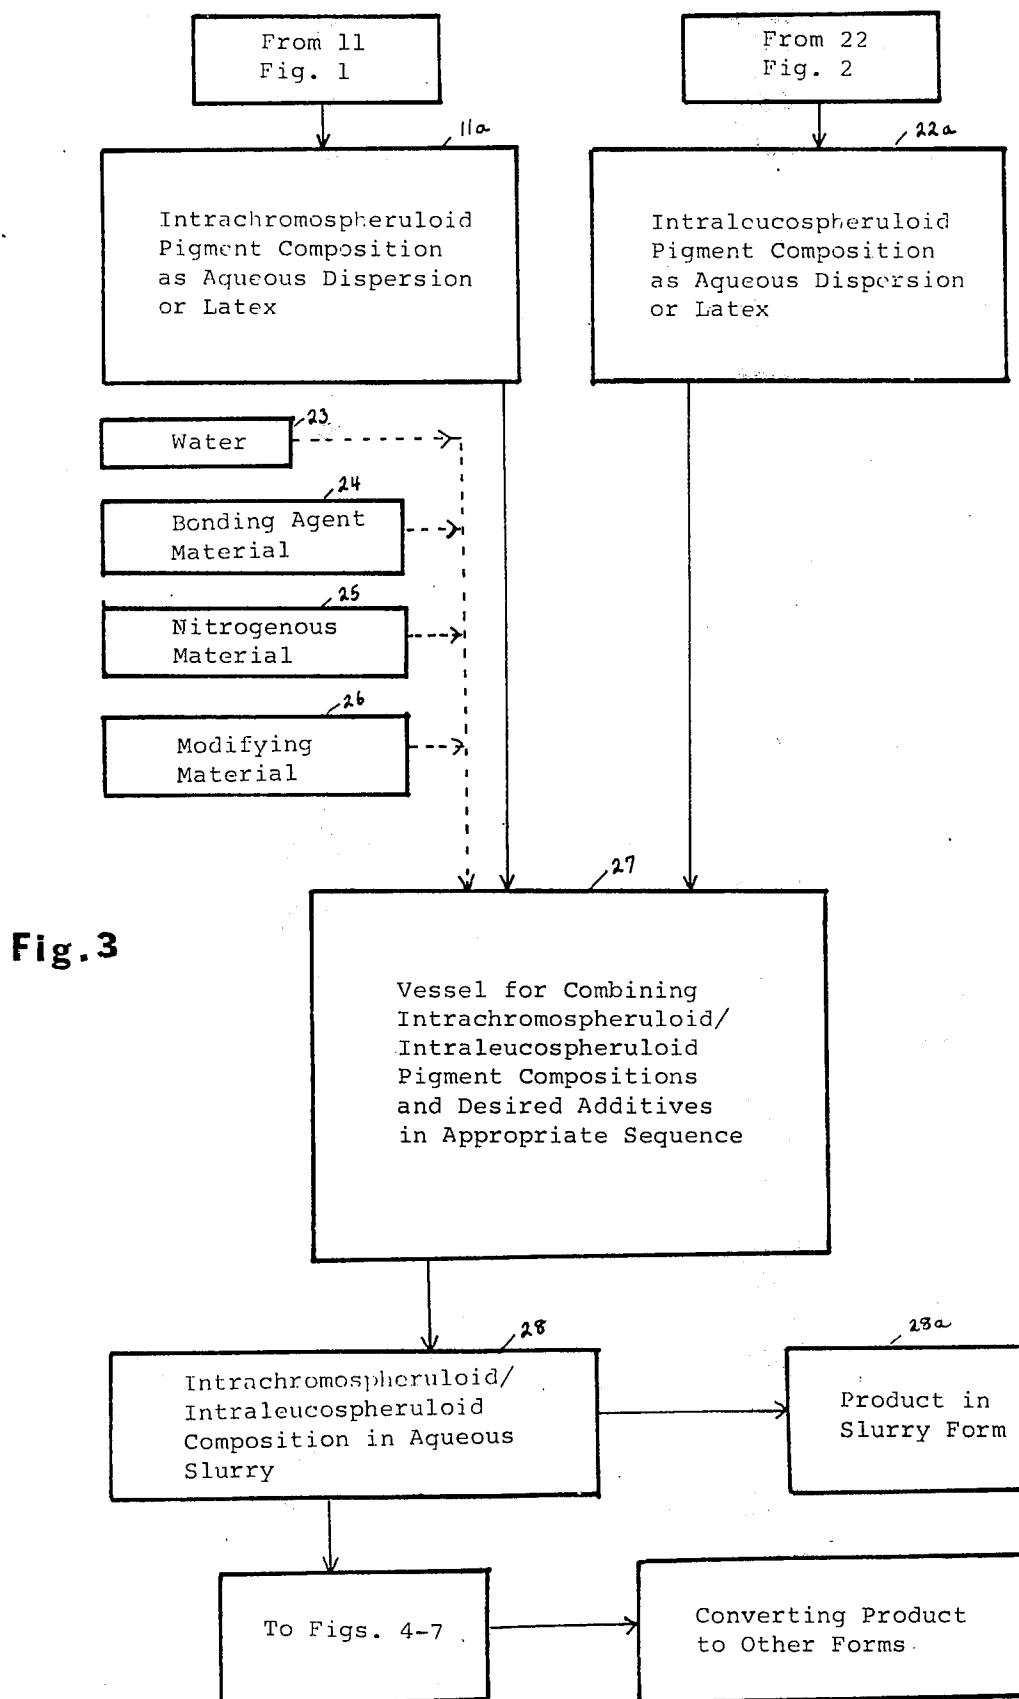 From 11
Fig. 1
From 22
Fig. 2
11a
22a
Intrachromospheruloid
Pigment Composition
as Aqueous Dispersion
or Latex
Intraleucospheruloid
Pigment Composition
as Aqueous Dispersion
or Latex
23
Water
24
Bonding Agent
Material
25
Nitrogenous
Material
26
Modifying
Material
27
Fig.3
Vessel for Combining
Intrachromospheruloid/
Intraleucospheruloid
Pigment Compositions
and Desired Additives
in Appropriate Sequence
28
28a
Intrachromospheruloid/
Intraleucospheruloid
Composition in Aqueous
Slurry
Product in
Slurry Form
To Figs. 4-7
Converting Product
to Other Forms